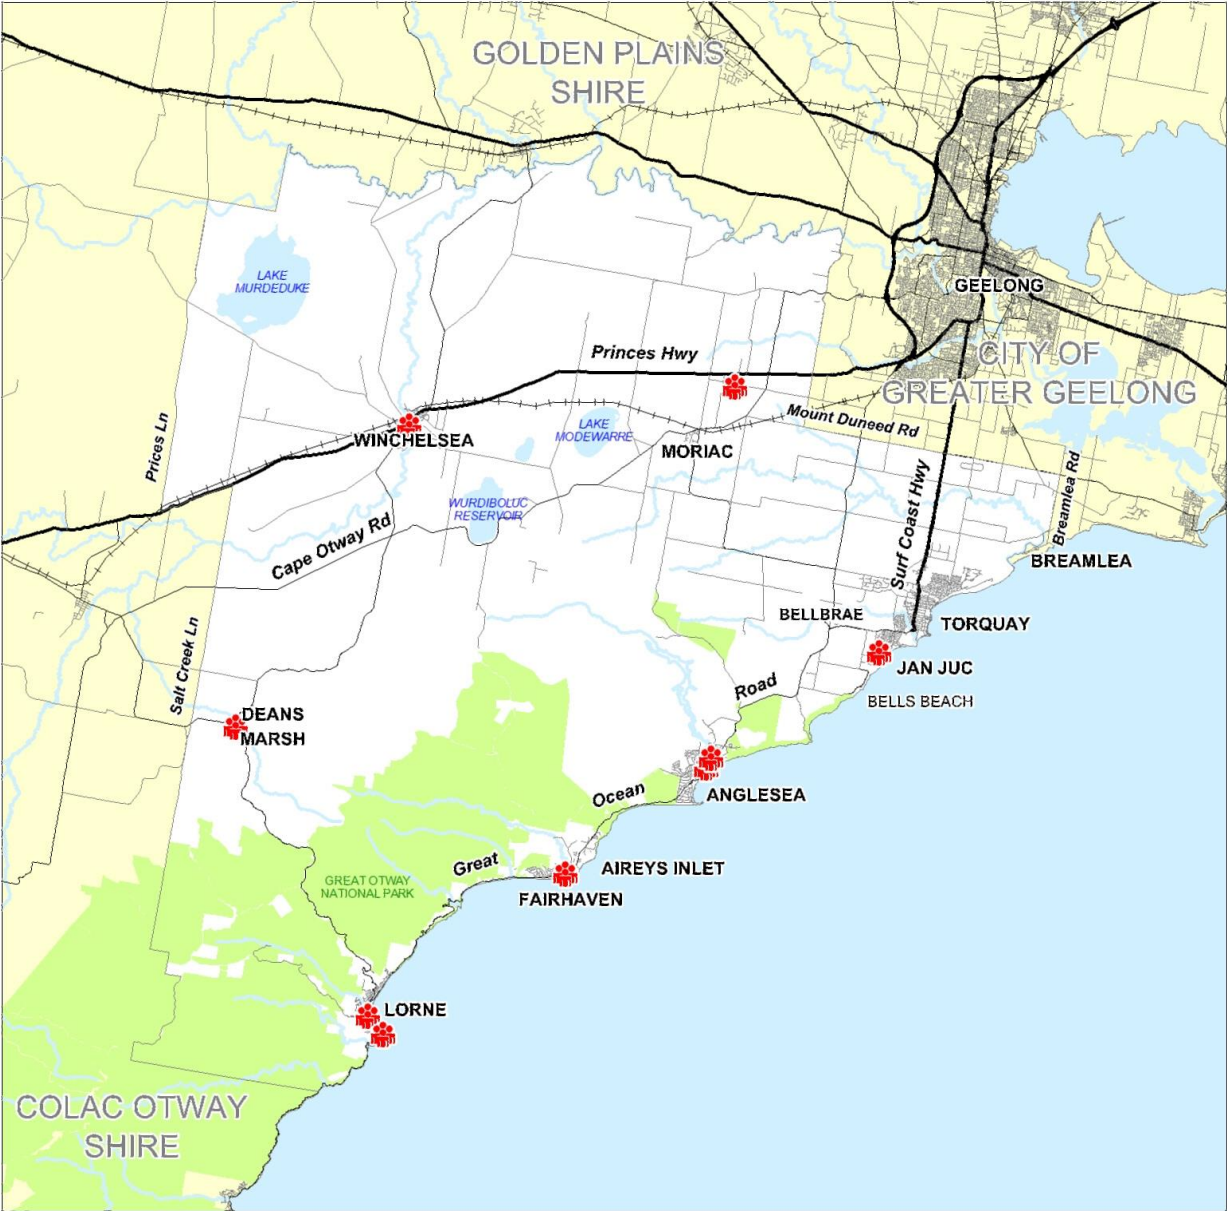 GOLDEN PLAINS
SHIRE
LAKE
MURDEDUKE
GEELONG
CITY OF
GREATER GEELONG
Princes Hwy
Mount Duneed Rd
Prices Ln
WINCHELSEA
LAKE
MODEWARRE
MORIAC
WURDIBOLUC
RESERVOIR
Cape Otway Rd
Surf Coast Hwy
Breamlea Rd
BREAMLEA
BELLBRAE
TORQUAY
JAN JUC
BELLS BEACH
Salt Creek Ln
DEANS
MARSH
Road
Ocean
ANGLESEA
Great
AIREYS INLET
FAIRHAVEN
GREAT OTWAY
NATIONAL PARK
LORNE
COLAC OTWAY
SHIRE